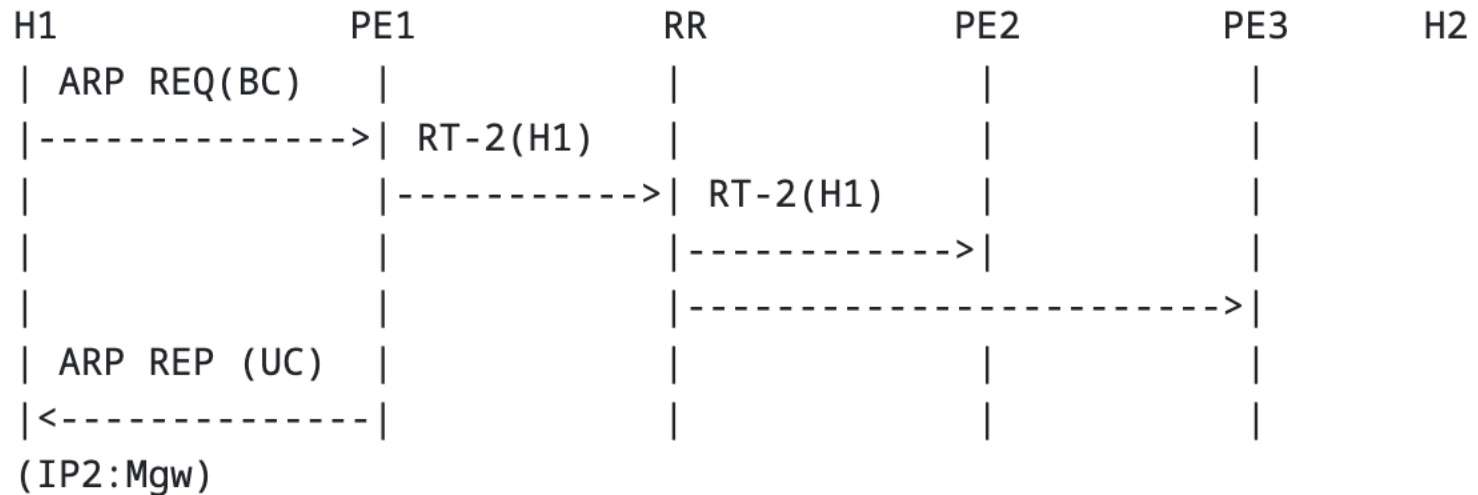 H1 PE1 RR PE2 PE3 H2
| ARP REQ(BC) | | | |
|-------------->| RT-2(H1) | | |
| |----------->| RT-2(H1) | |
| | |------------>| |
| | |------------------------>|
| ARP REP (UC) | | | |
|<--------------| | | |
(IP2:Mgw)